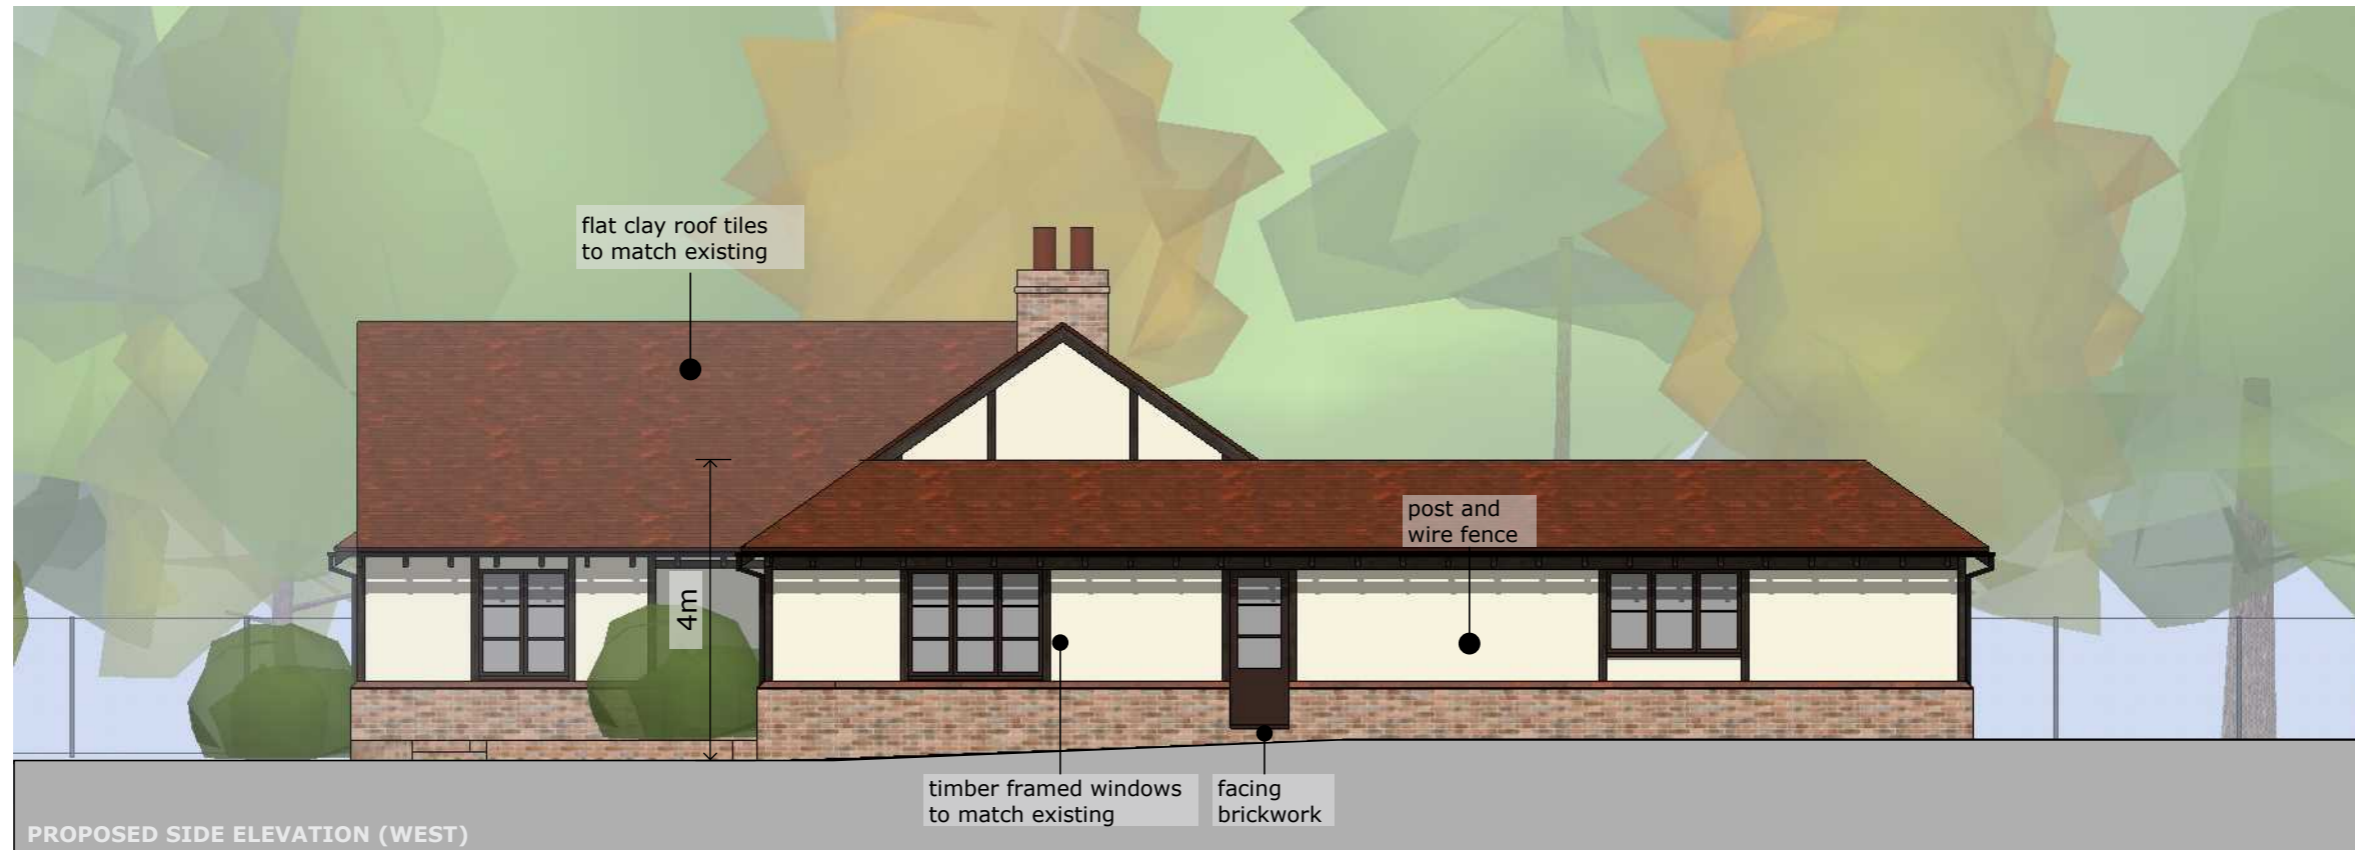 flat clay roof tiles
to match existing
post and
wire fence
4m
timber framed windows
to match existing
facing
brickwork
PROPOSED SIDE ELEVATION (WEST)